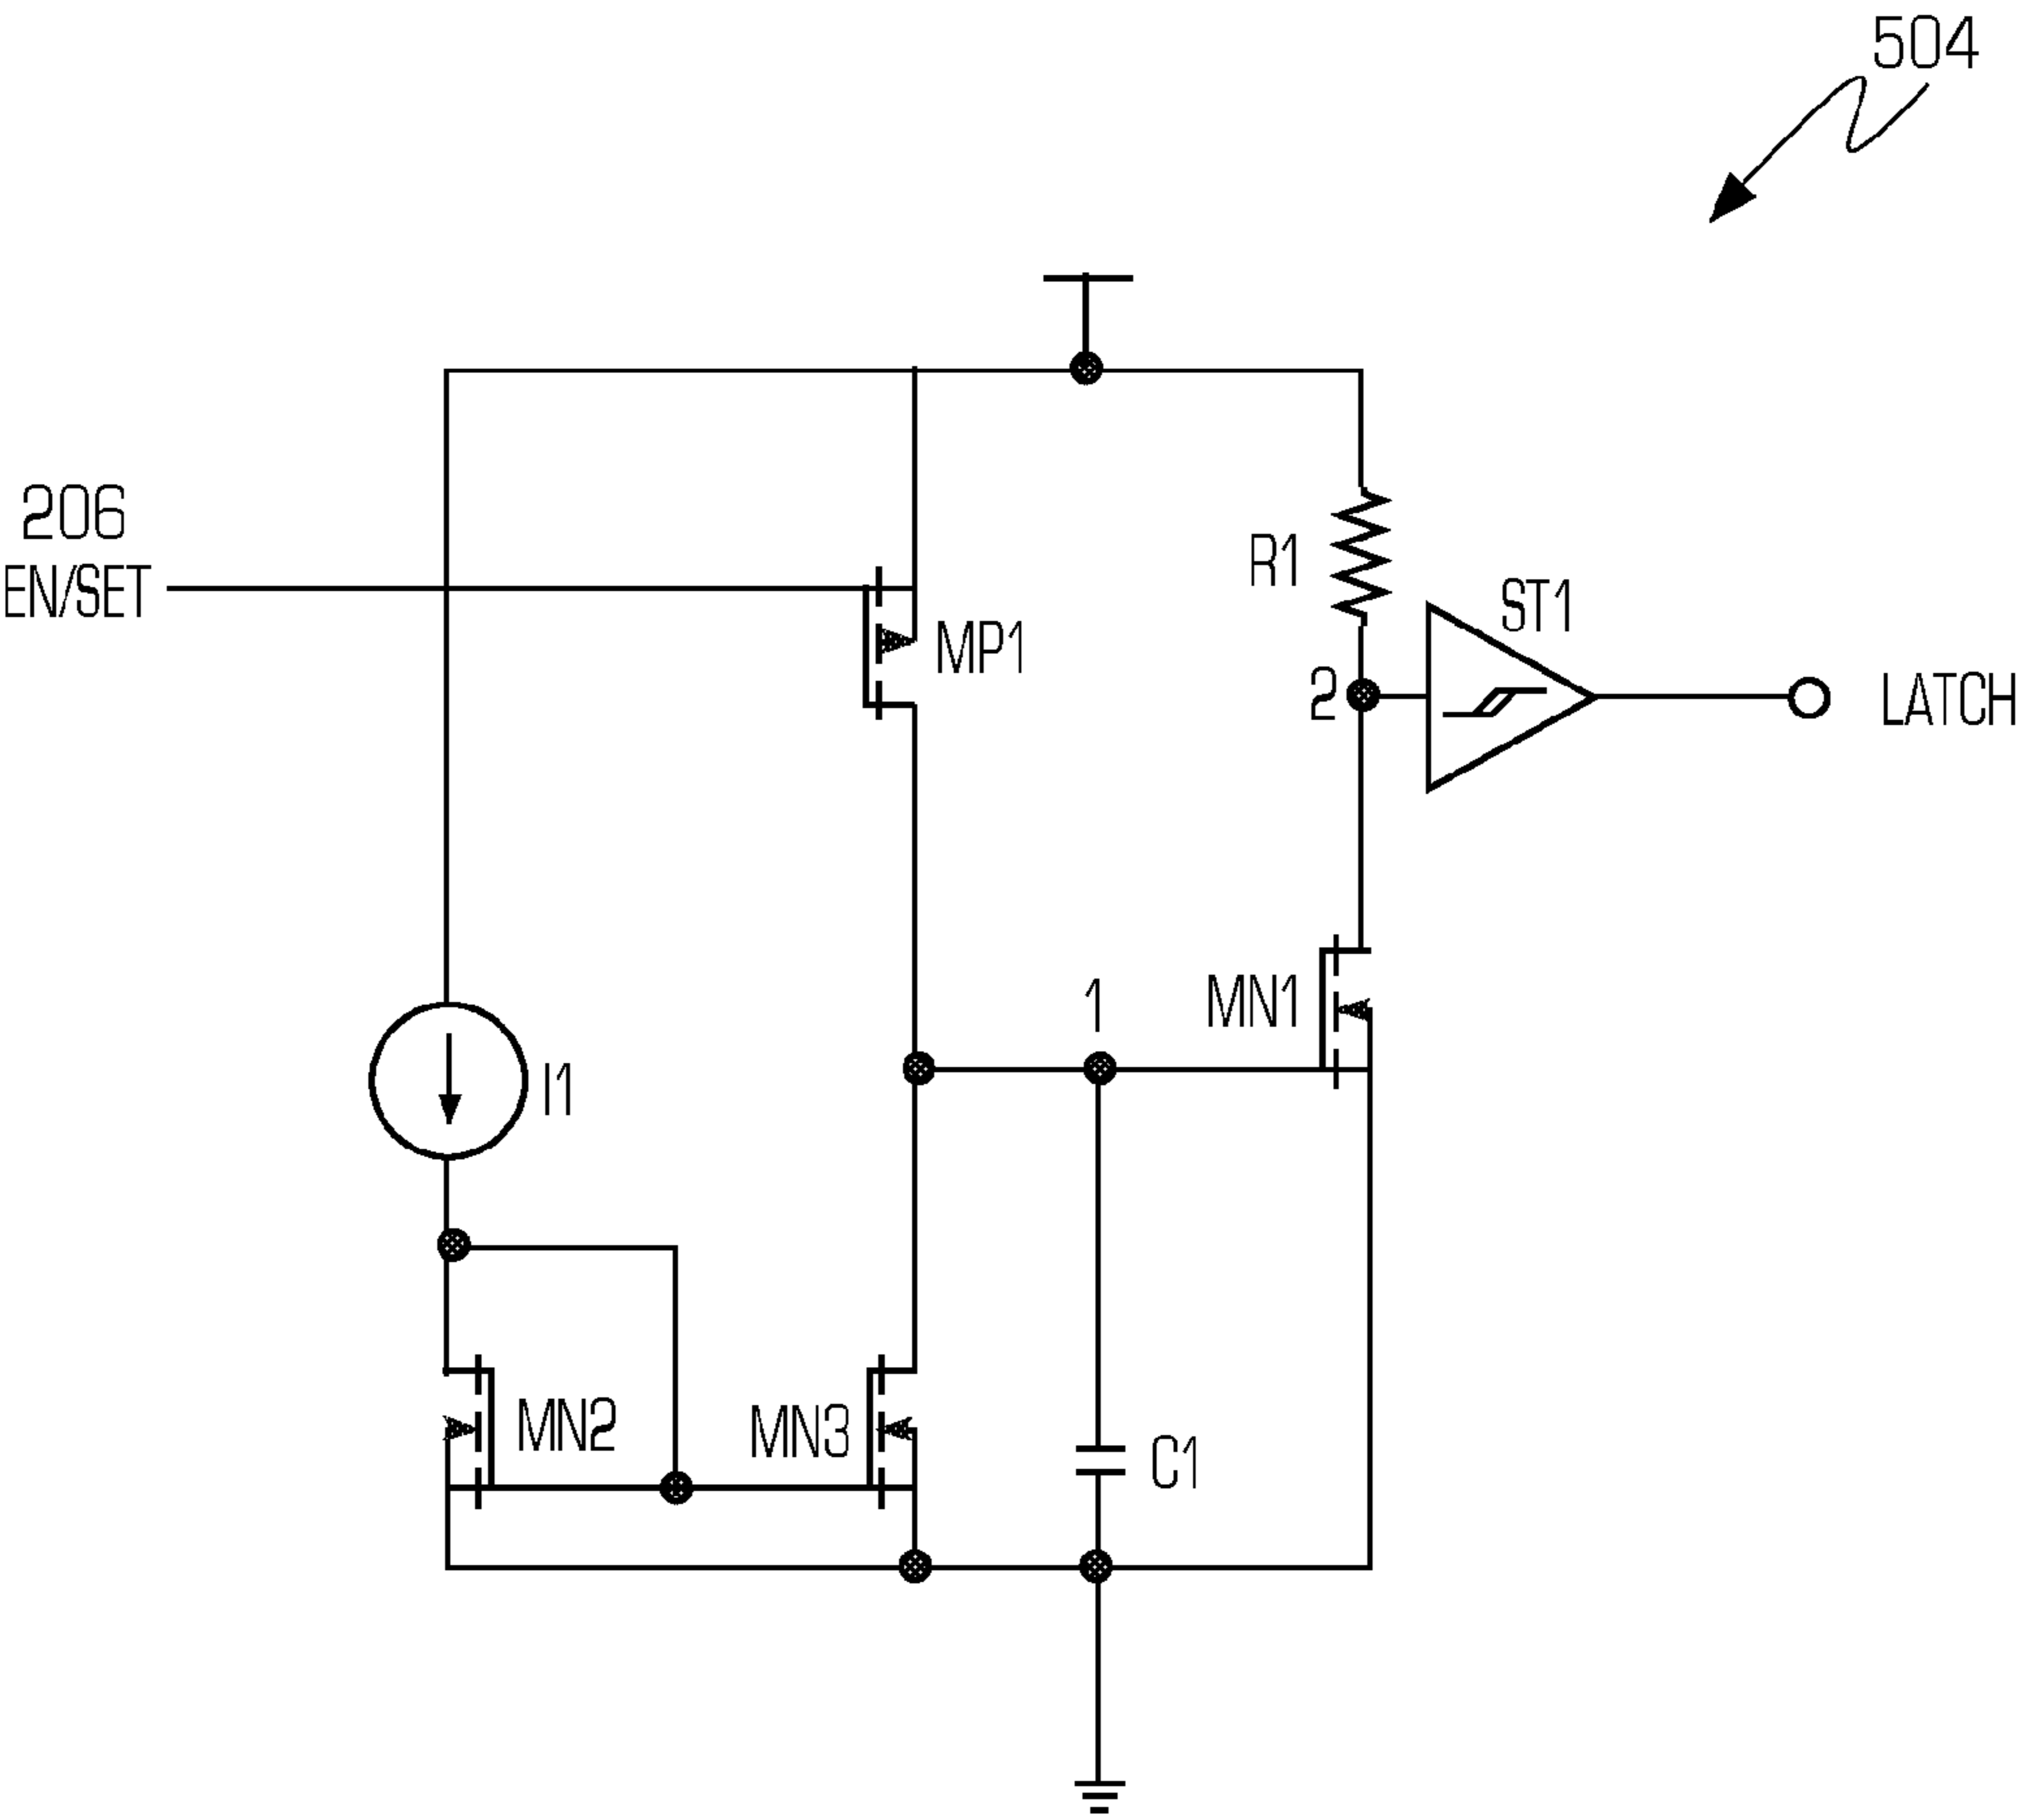 504
206
EN/SET
MP1
R1
ST1
2
LATCH
I1
1
MN1
MN2
MN3
C1